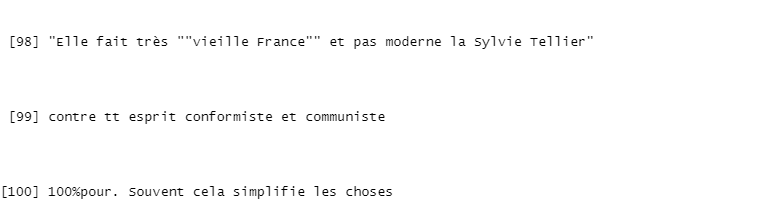 [98] "Elle fait très ""vieille France"" et pas moderne la Sylvie Tellier"
[99] contre tt esprit conformiste et communiste
[100] 100%pour. Souvent cela simplifie les choses